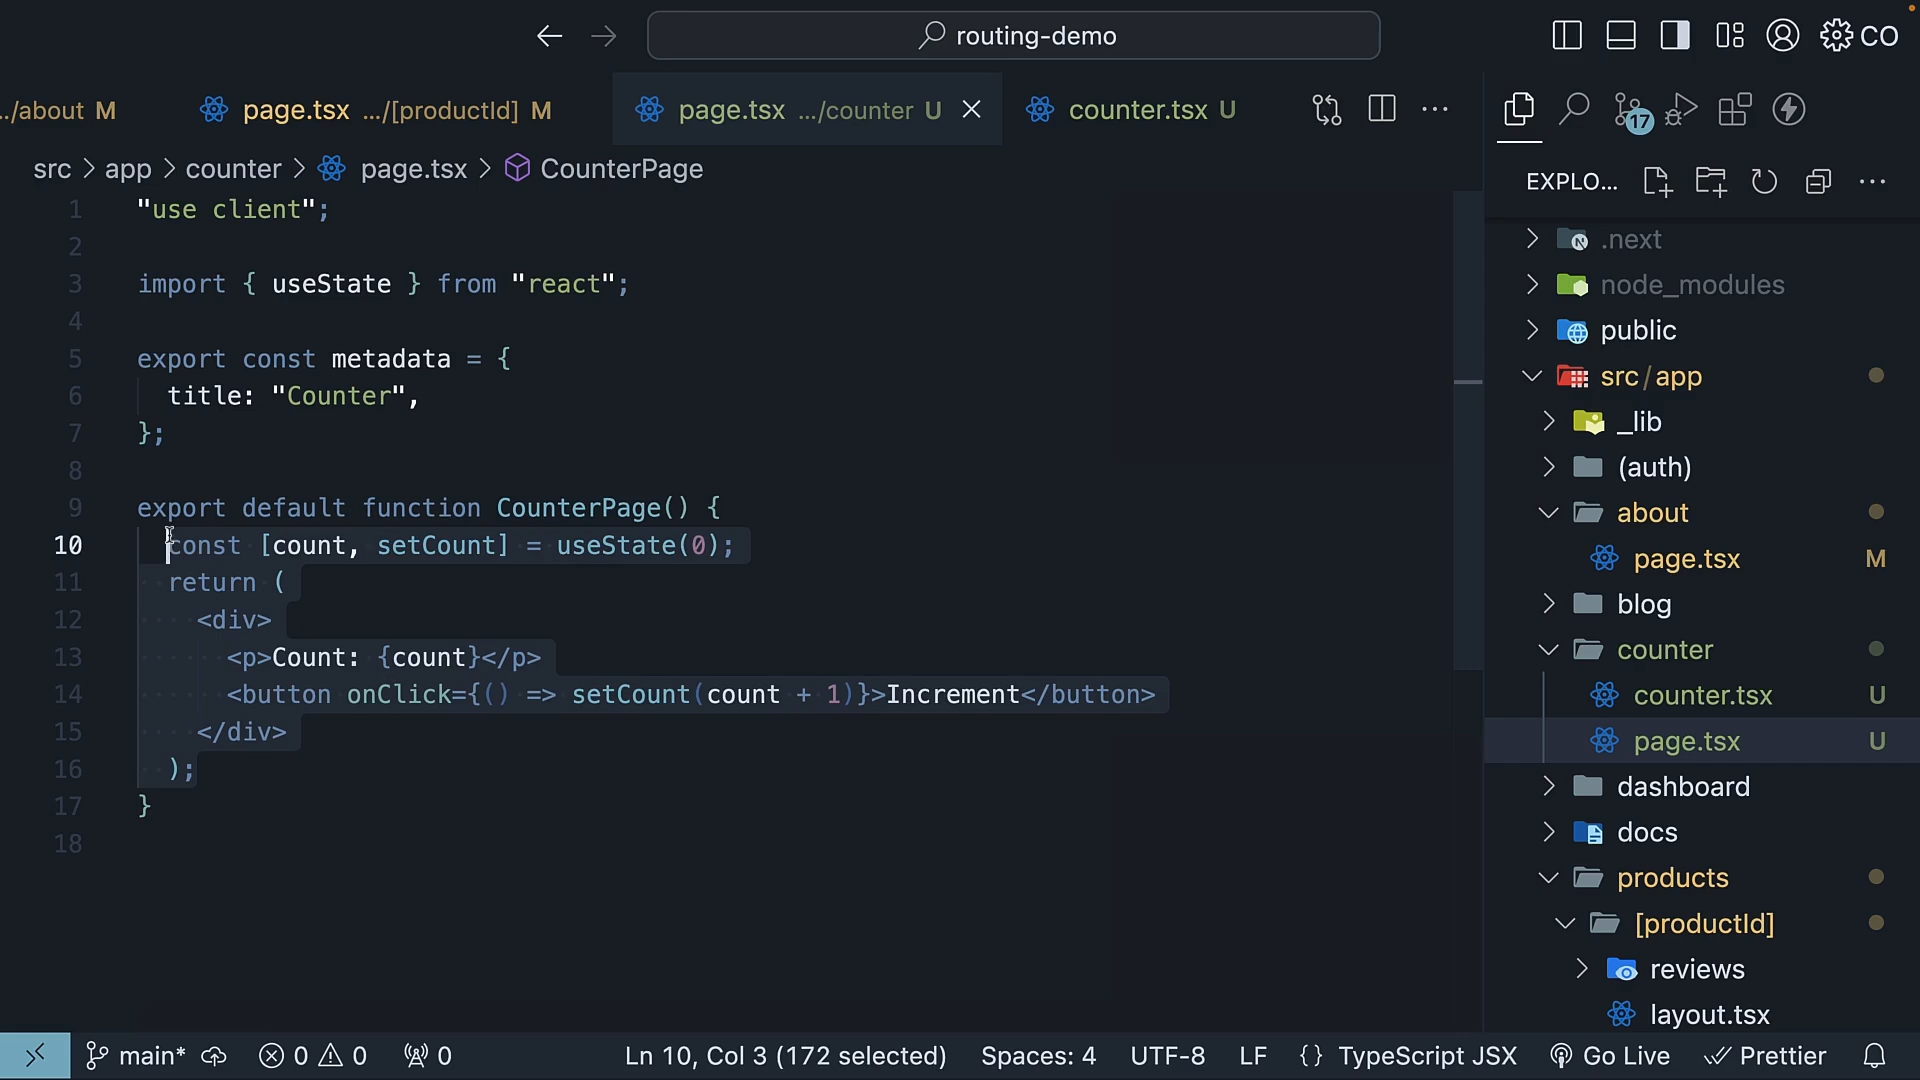 routing-demo
CO
../about M
page.tsx .../[productId] M
page.tsx .../counter U
counter.tsx U
17
src > app > counter > page.tsx > CounterPage
EXPLO...
1 "use client";
2
3 import { useState } from "react";
4
5 export const metadata = {
6 title: "Counter",
7 };
8
9 export default function CounterPage() {
10 const [count, setCount] = useState(0);
11 return (
12 <div>
13 <p>Count: {count}</p>
14 <button onClick={() => setCount(count + 1)}>Increment</button>
15 </div>
16 );
17 }
18
.next
node_modules
public
src/app
_lib
(auth)
about
page.tsx M
blog
counter
counter.tsx U
page.tsx U
dashboard
docs
products
[productId]
reviews
layout.tsx
main* 0 0 0 Ln 10, Col 3 (172 selected) Spaces: 4 UTF-8 LF {} TypeScript JSX Go Live Prettier